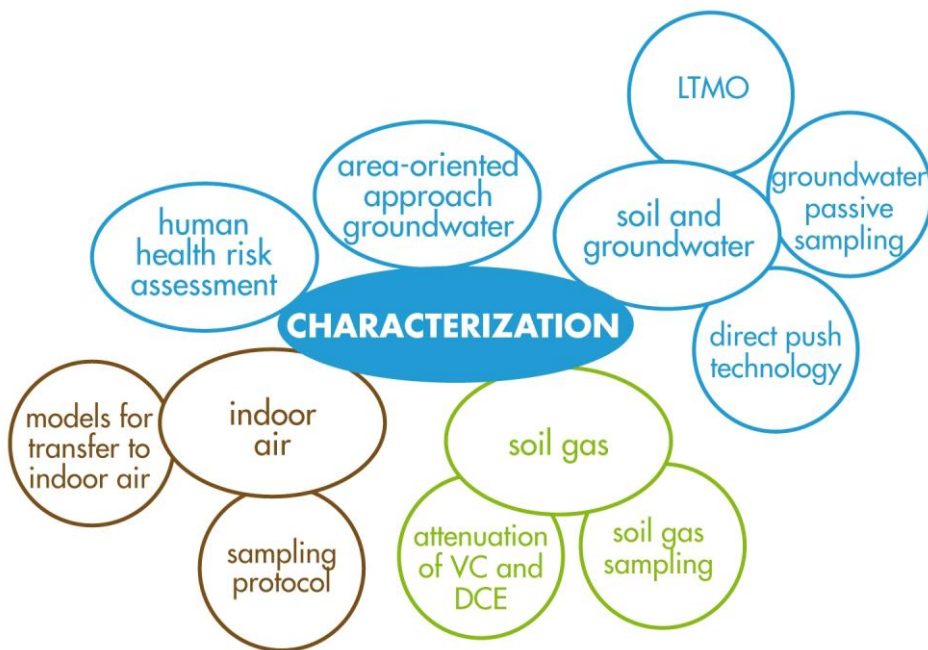 LTMO
area-oriented
approach
groundwater
groundwater
passive
sampling
human
health risk
assessment
soil and
groundwater
CHARACTERIZATION
direct push
technology
models for
transfer to
indoor air
indoor
air
soil gas
sampling
protocol
attenuation
of VC and
DCE
soil gas
sampling